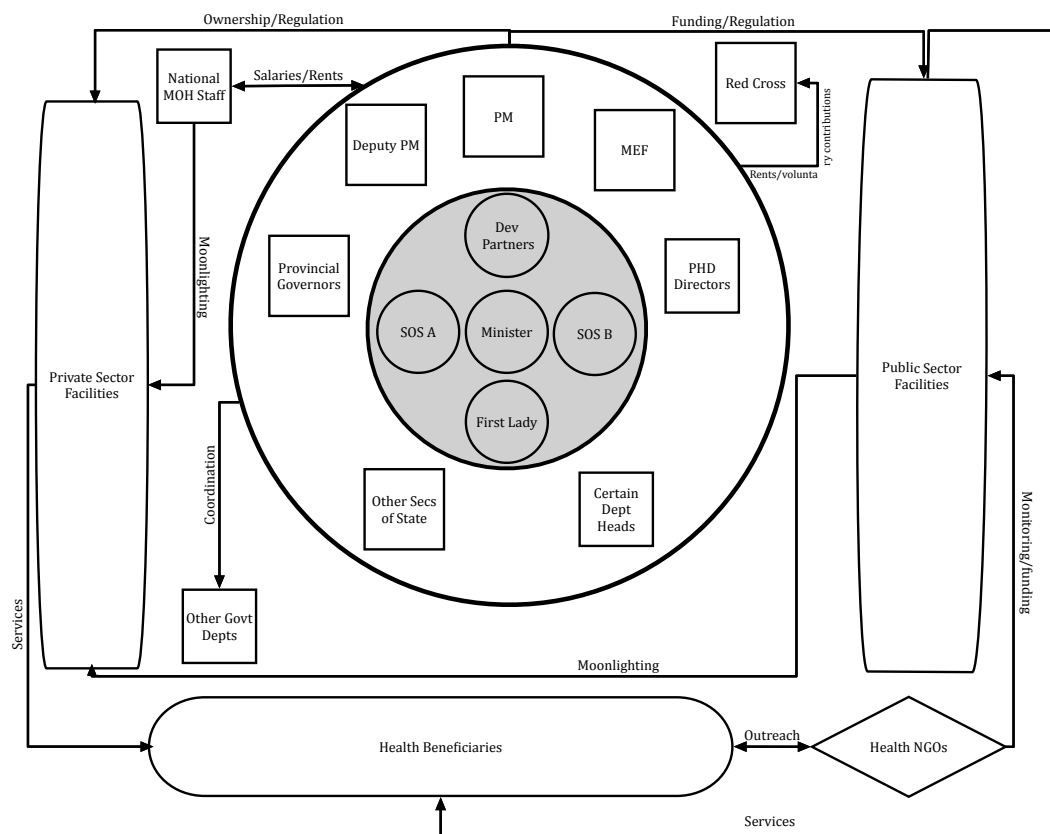 Ownership/Regulation
Funding/Regulation
National
MOH Staff
Salaries/Rents
Red Cross
PM
Deputy PM
MEF
Rents/volunta
ry contributions
Dev
Partners
Provincial
Governors
PHD
Directors
Moonlighting
SOS A
Minister
SOS B
Private Sector
Facilities
Public Sector
Facilities
First Lady
Coordination
Other Secs
of State
Certain
Dept
Heads
Monitoring/funding
Other Govt
Depts
Services
Moonlighting
Health Beneficiaries
Outreach
Health NGOs
Services